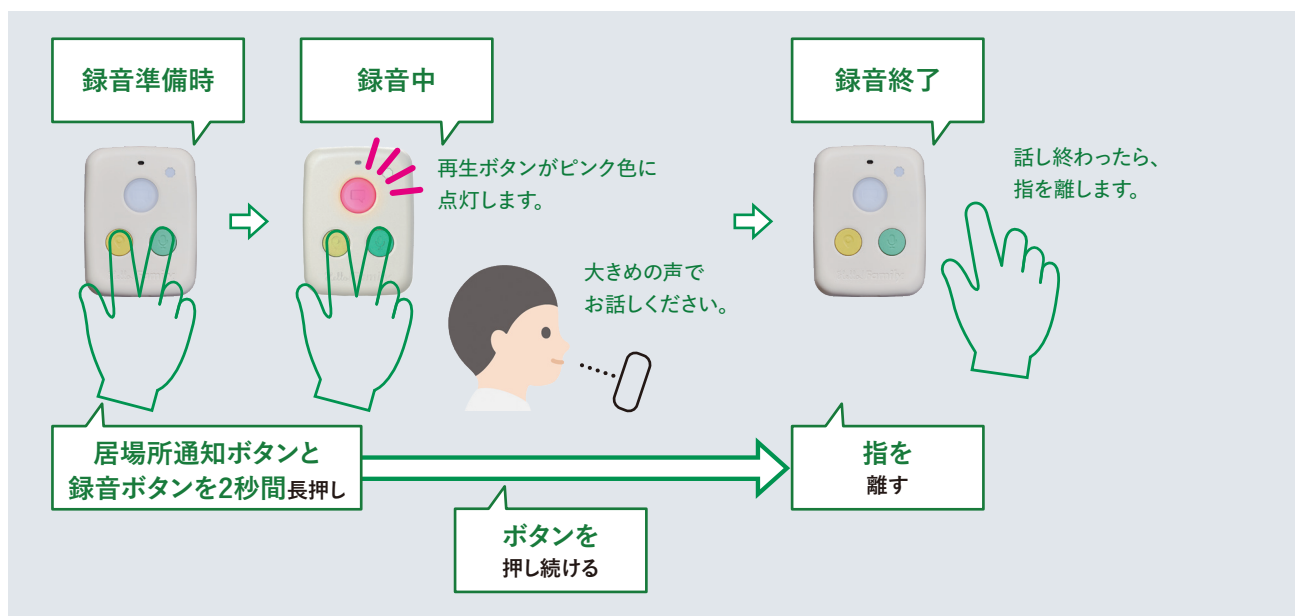 録音準備時
録音中
録音終了
再生ボタンがピンク色に
点灯します。
話し終わったら、
指を離します。
大きめの声で
お話しください。
居場所通知ボタンと
録音ボタンを2秒間長押し
ボタンを
押し続ける
指を
離す